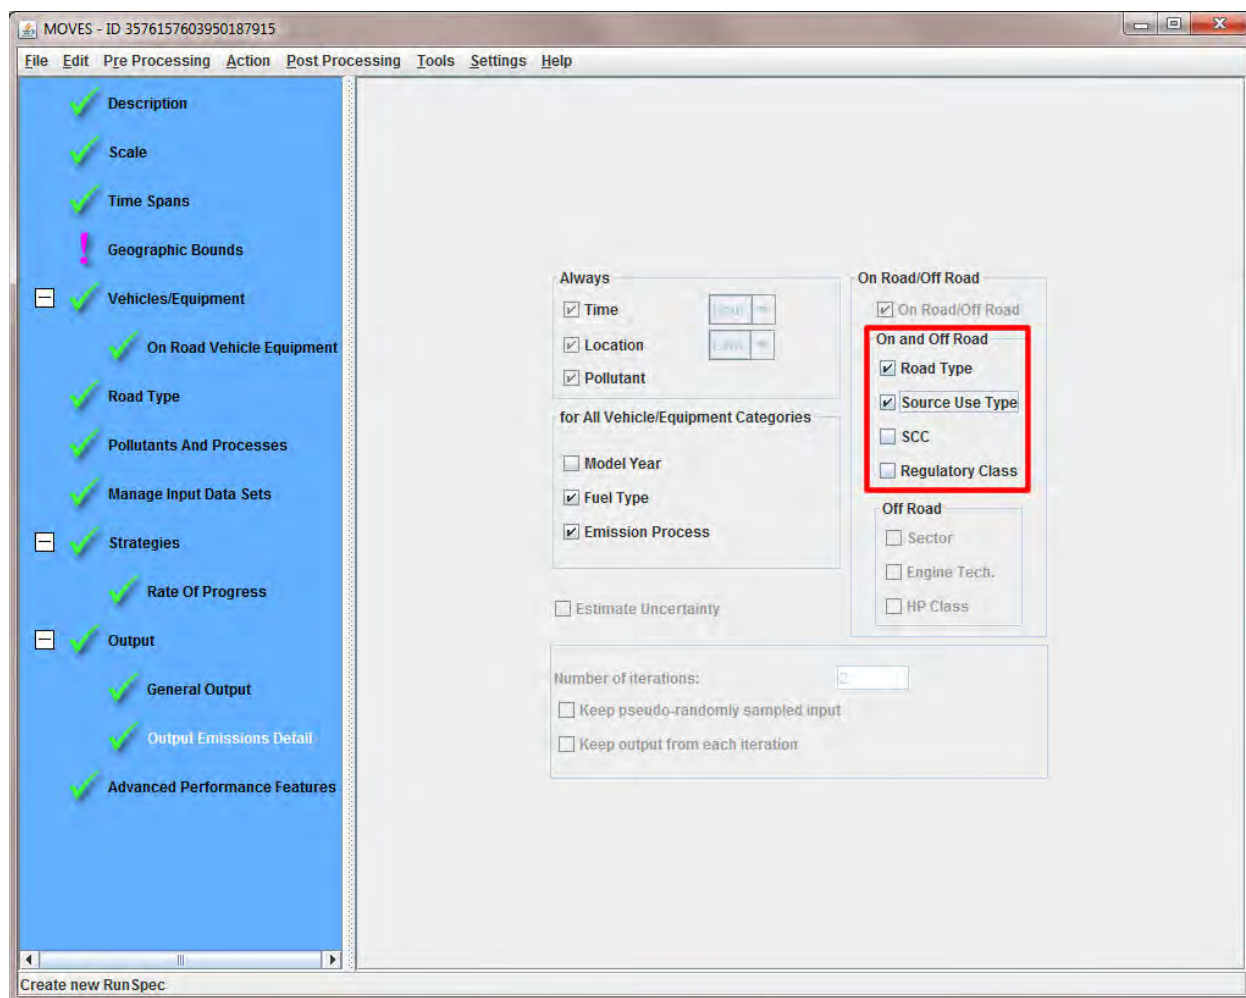 MOVES - ID 3576157603950187915
File Edit Pre Processing Action Post Processing Tools Settings Help
Description
Scale
Time Spans
Geographic Bounds
Vehicles/Equipment
On Road Vehicle Equipment
Road Type
Pollutants And Processes
Manage Input Data Sets
Strategies
Rate Of Progress
Output
General Output
Output Emissions Detail
Advanced Performance Features
Always
Time
Location
Pollutant
for All Vehicle/Equipment Categories
Model Year
Fuel Type
Emission Process
Estimate Uncertainty
On Road/Off Road
On Road/Off Road
On and Off Road
Road Type
Source Use Type
SCC
Regulatory Class
Off Road
Sector
Engine Tech.
HP Class
Number of iterations: 2
Keep pseudo-randomly sampled input
Keep output from each iteration
Create new RunSpec